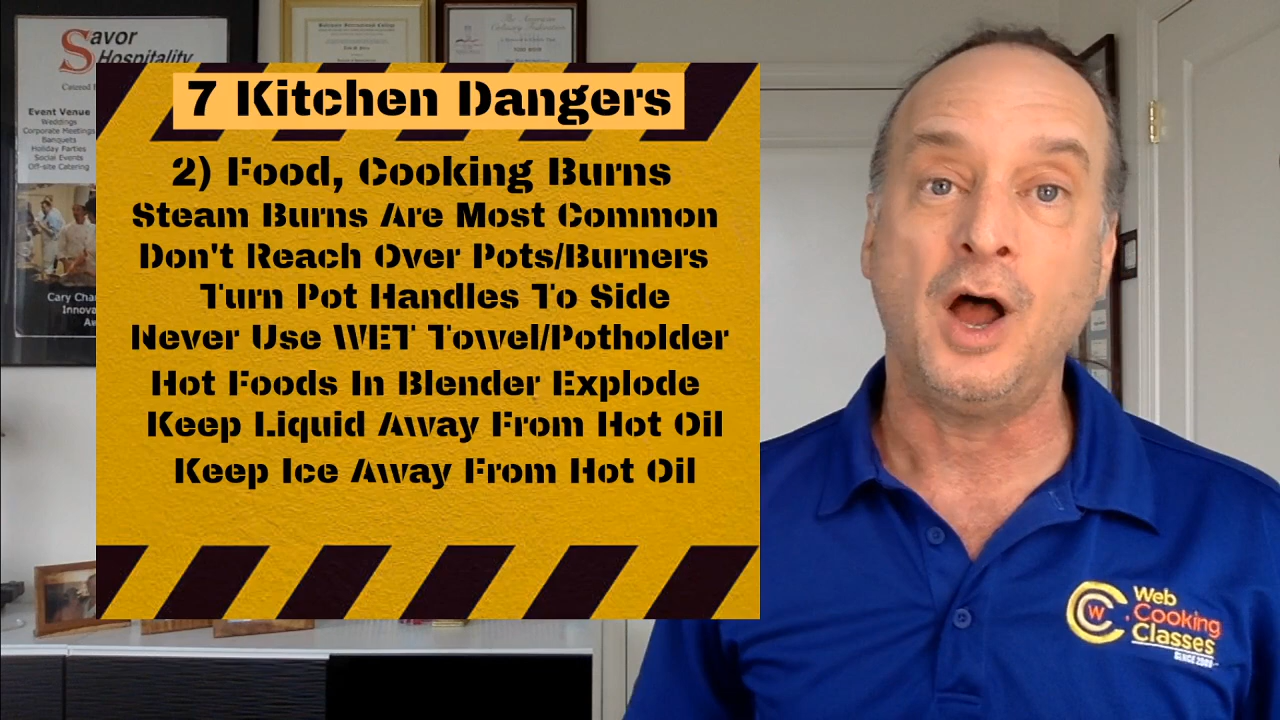 Savor
Hospitality
Event Venue
Weddings
Corporate Meetings
Banquets
Holiday Parties
Social Events
Off-site Catering
7 Kitchen Dangers
2) Food, Cooking Burns
Steam Burns Are Most Common
Don't Reach Over Pots/Burners
Turn Pot Handles To Side
Never Use WET Towel/Potholder
Hot Foods In Blender Explode
Keep Liquid Away From Hot Oil
Keep Ice Away From Hot Oil
Web
Cooking
Classes